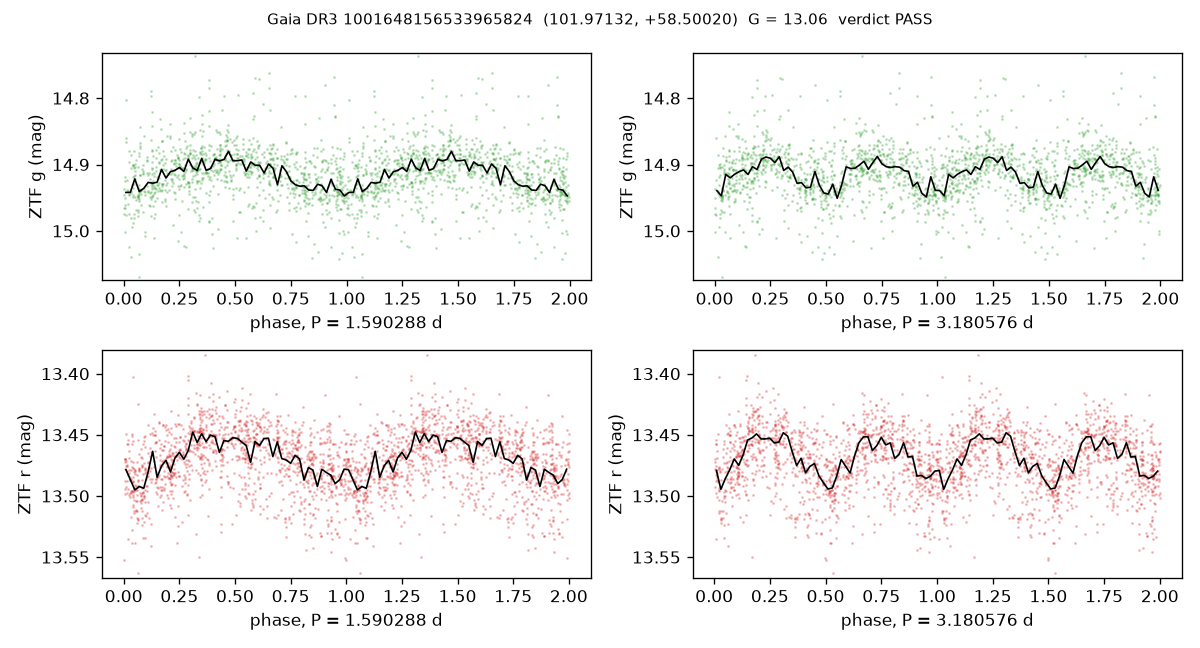 Gaia DR3 1001648156533965824  (101.97132, +58.50020)  G = 13.06  verdict PASS
ZTF g (mag)
14.8
14.9
15.0
0.00 0.25 0.50 0.75 1.00 1.25 1.50 1.75 2.00
phase, P = 1.590288 d
ZTF g (mag)
14.8
14.9
15.0
0.00 0.25 0.50 0.75 1.00 1.25 1.50 1.75 2.00
phase, P = 3.180576 d
ZTF r (mag)
13.40
13.45
13.50
13.55
0.00 0.25 0.50 0.75 1.00 1.25 1.50 1.75 2.00
phase, P = 1.590288 d
ZTF r (mag)
13.40
13.45
13.50
13.55
0.00 0.25 0.50 0.75 1.00 1.25 1.50 1.75 2.00
phase, P = 3.180576 d